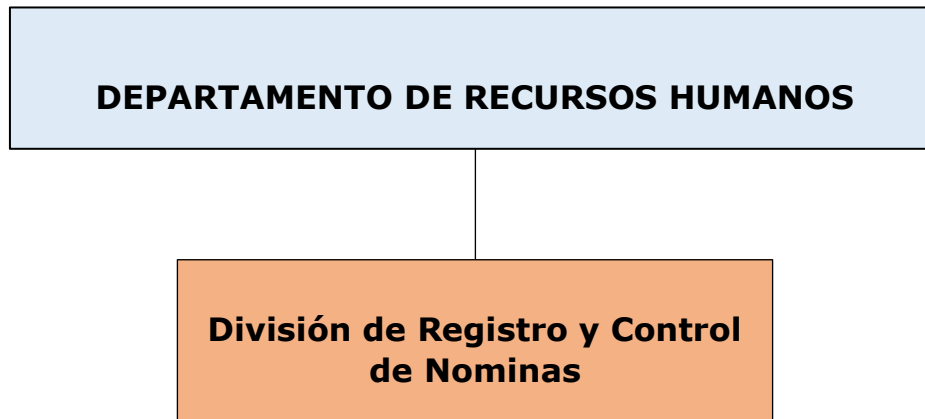 DEPARTAMENTO DE RECURSOS HUMANOS
División de Registro y Control
de Nominas